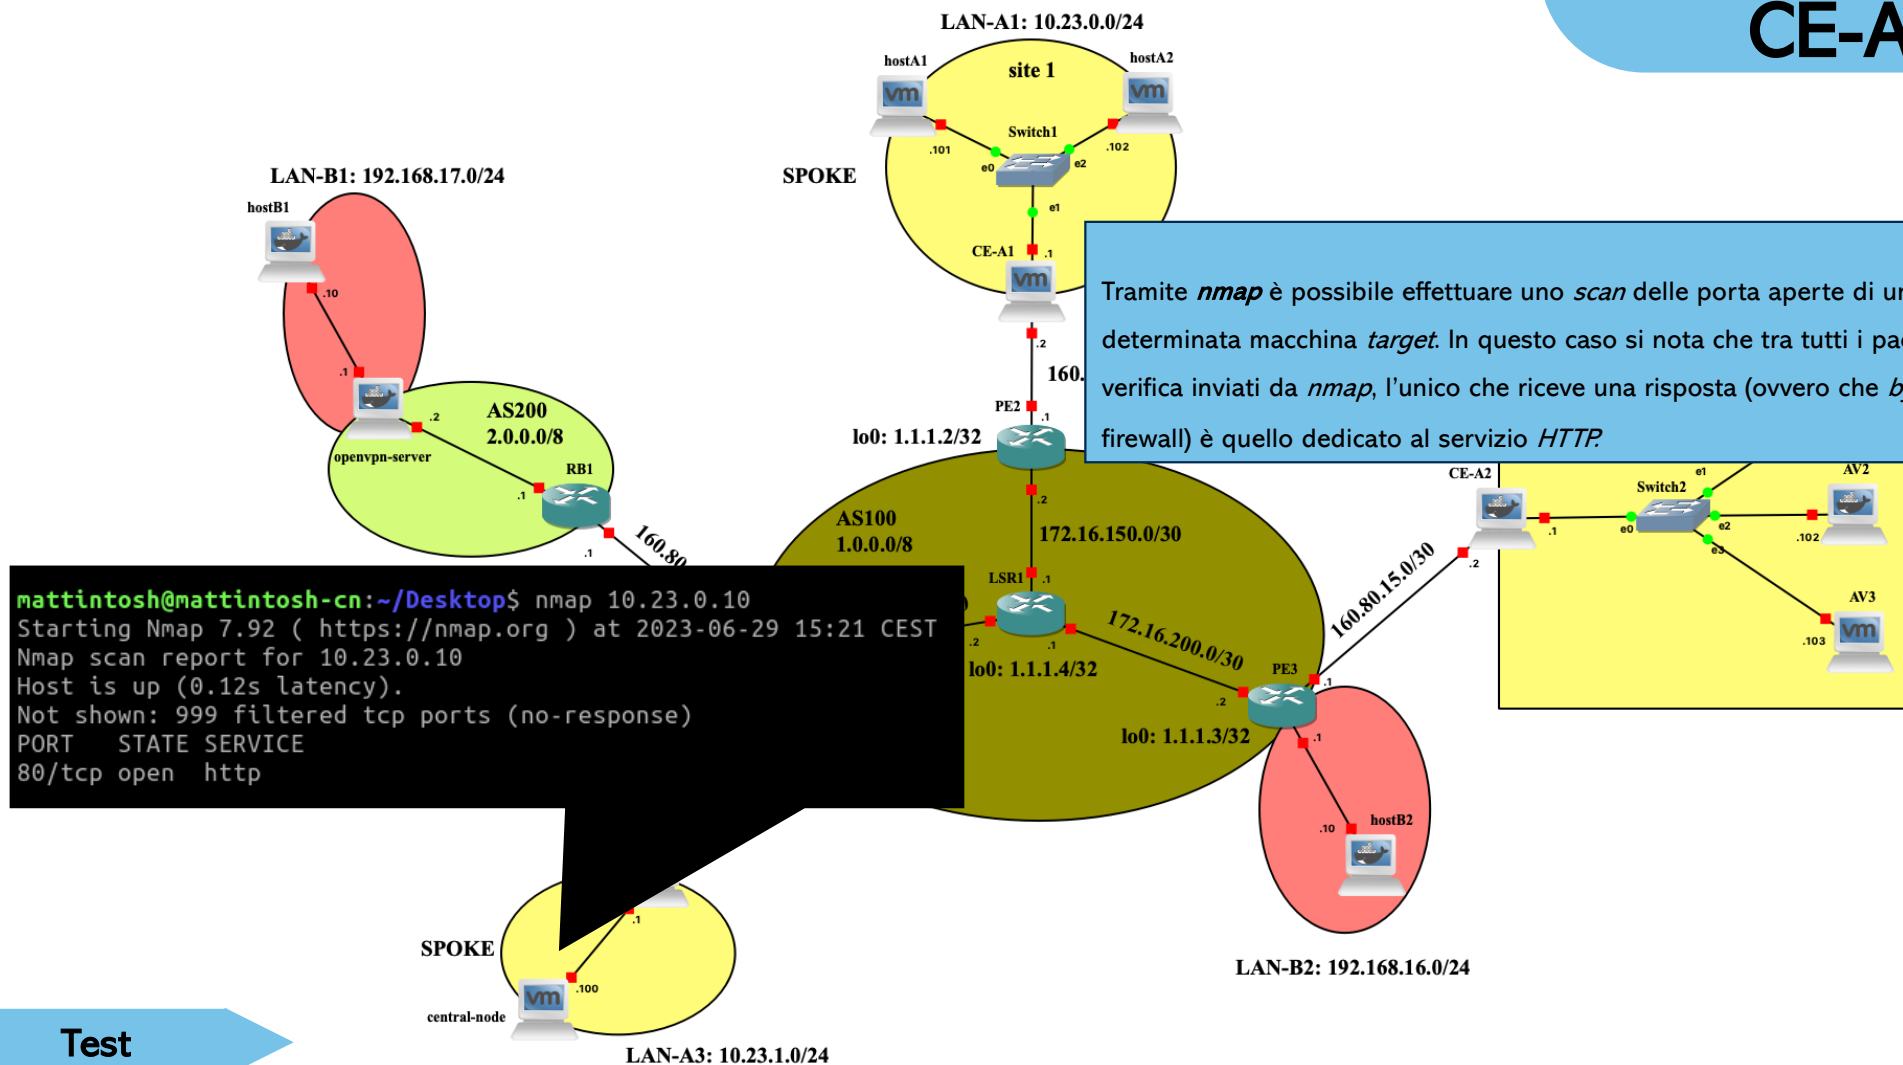 CE-A
LAN-A1: 10.23.0.0/24
hostA1
hostA2
site 1
vm
vm
Switch1
.101
.102
e0
e2
SPOKE
e1
CE-A1
.1
vm
.2
160.
PE2
.1
lo0: 1.1.1.2/32
LAN-B1: 192.168.17.0/24
hostB1
.10
.1
.2
AS200
2.0.0.0/8
openvpn-server
RB1
.1
.1
160.80
Tramite nmap è possibile effettuare uno scan delle porta aperte di un
determinata macchina target. In questo caso si nota che tra tutti i pac
verifica inviati da nmap, l'unico che riceve una risposta (ovvero che by
firewall) è quello dedicato al servizio HTTP.
CE-A2
e1
AV2
Switch2
e0
e2
.1
.102
e3
.2
AV3
vm
.103
160.80.15.0/30
.2
AS100
1.0.0.0/8
172.16.150.0/30
LSR1
.1
.2
.1
lo0: 1.1.1.4/32
172.16.200.0/30
PE3
.1
.2
lo0: 1.1.1.3/32
.1
.10
hostB2
LAN-B2: 192.168.16.0/24
mattintosh@mattintosh-cn:~/Desktop$ nmap 10.23.0.10
Starting Nmap 7.92 ( https://nmap.org ) at 2023-06-29 15:21 CEST
Nmap scan report for 10.23.0.10
Host is up (0.12s latency).
Not shown: 999 filtered tcp ports (no-response)
PORT   STATE SERVICE
80/tcp open  http
.1
SPOKE
.100
vm
central-node
LAN-A3: 10.23.1.0/24
Test